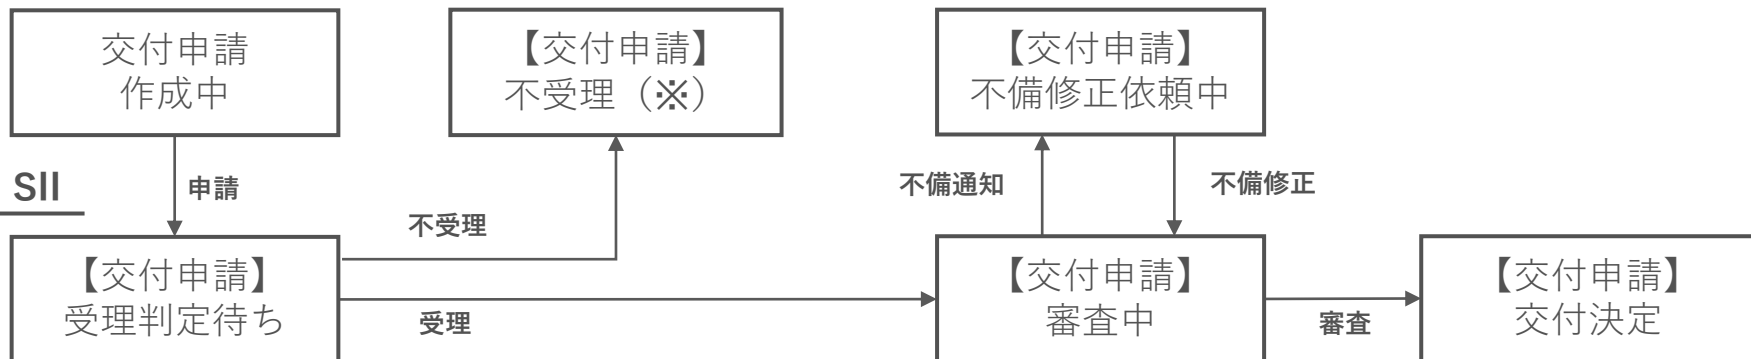 交付申請
作成中
【交付申請】
不受理（※）
【交付申請】
不備修正依頼中
SII
申請
不受理
不備通知
不備修正
【交付申請】
受理判定待ち
受理
【交付申請】
審査中
審査
【交付申請】
交付決定